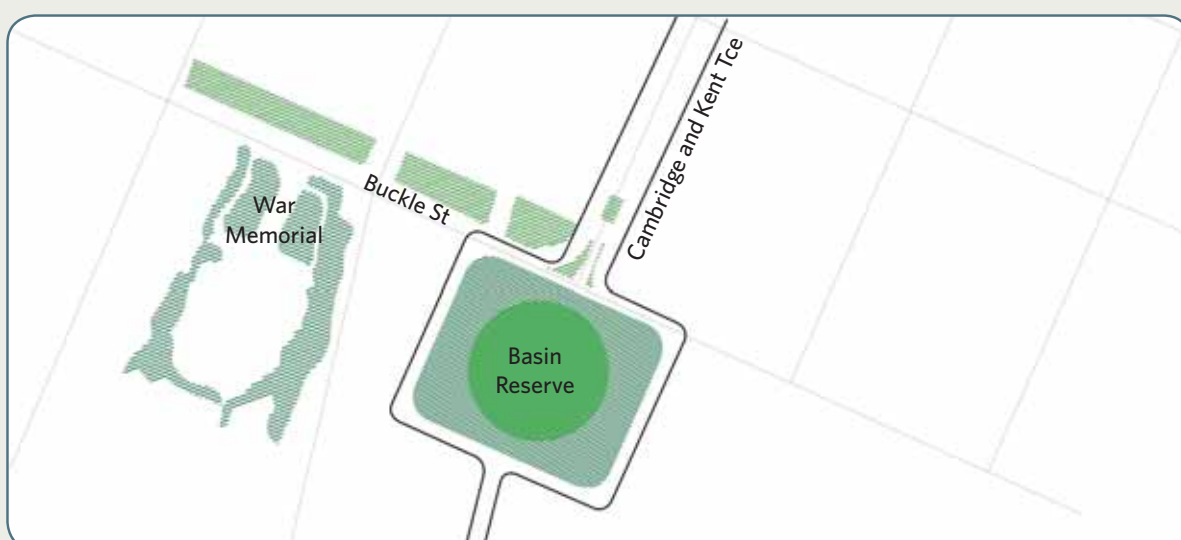 Cambridge and Kent Tce
Buckle St
War
Memorial
Basin
Reserve